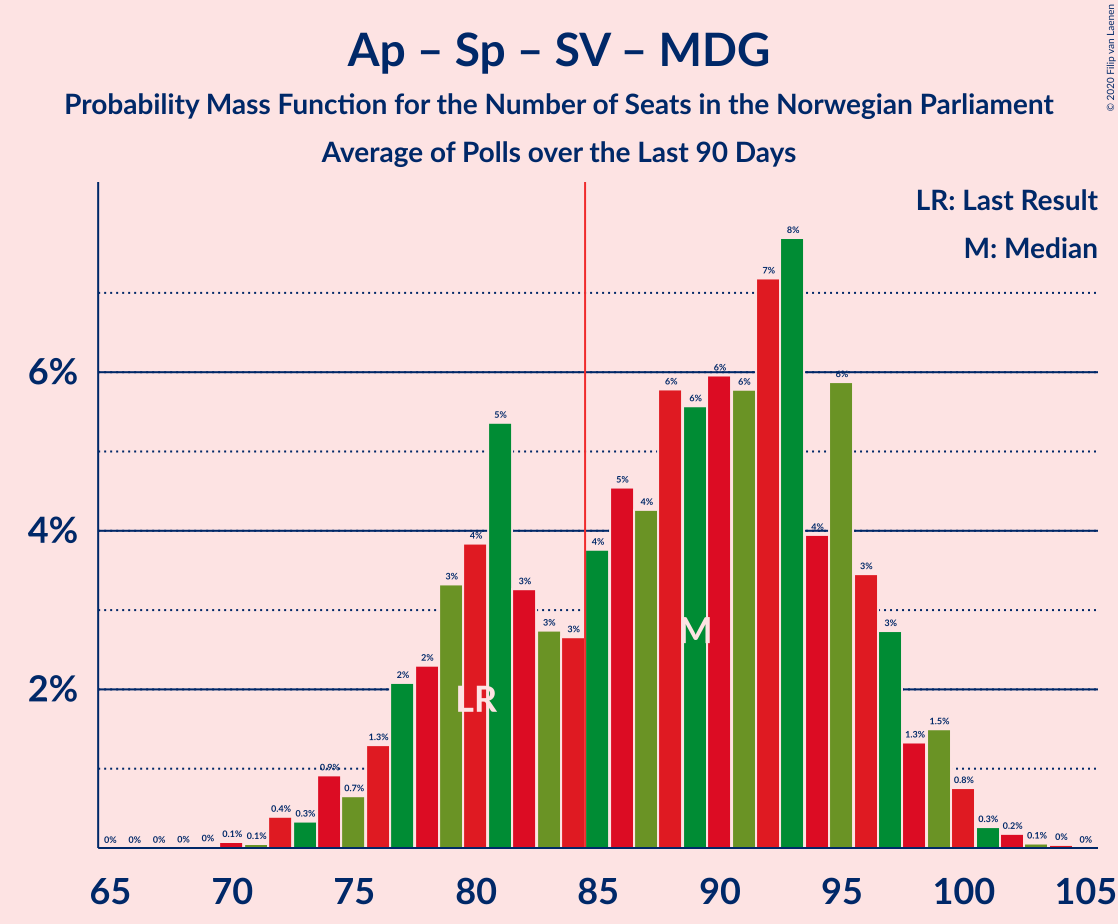 Ap – Sp – SV – MDG
Probability Mass Function for the Number of Seats in the Norwegian Parliament
Average of Polls over the Last 90 Days
© 2020 Filip van Laenen
LR: Last Result
M: Median
6%
4%
2%
0% 0% 0% 0% 0% 0.1% 0.1% 0.4% 0.3% 0.9% 0.7% 1.3% 2% 2% 3% 4% 5% 3% 3% 3% 4% 5% 4% 6% 6% 6% 6% 7% 8% 4% 6% 3% 3% 1.3% 1.5% 0.8% 0.3% 0.2% 0.1% 0% 0%
LR
M
65 70 75 80 85 90 95 100 105